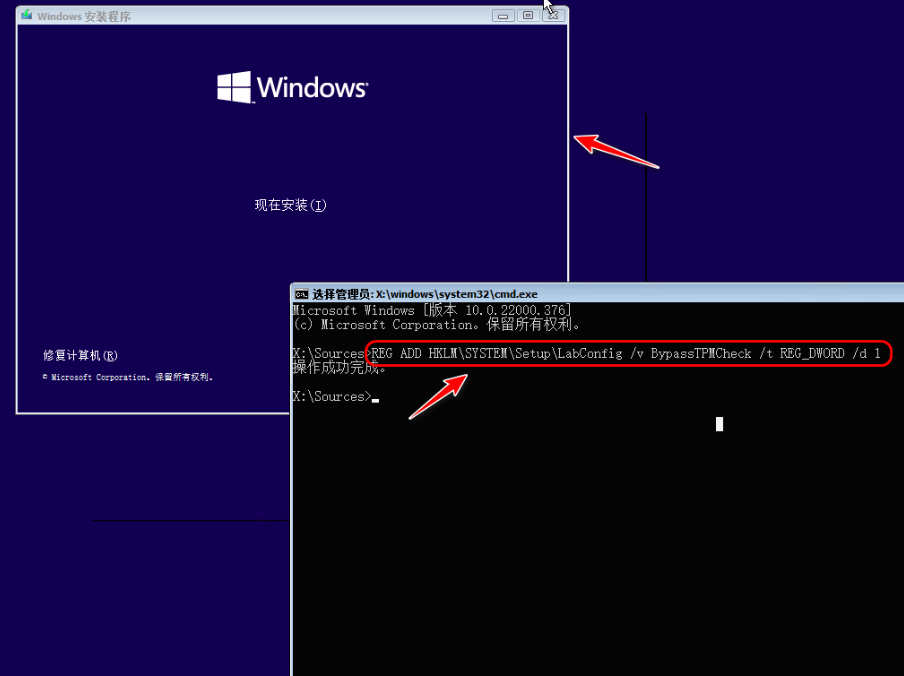 Windows 安装程序
Windows
现在安装(I)
修复计算机(R)
© Microsoft Corporation。保留所有权利。
选择管理员: X:\windows\system32\cmd.exe
Microsoft Windows [版本 10.0.22000.376]
(c) Microsoft Corporation。保留所有权利。
X:\Sources>REG ADD HKLM\SYSTEM\Setup\LabConfig /v BypassTPMCheck /t REG_DWORD /d 1
操作成功完成。
X:\Sources>